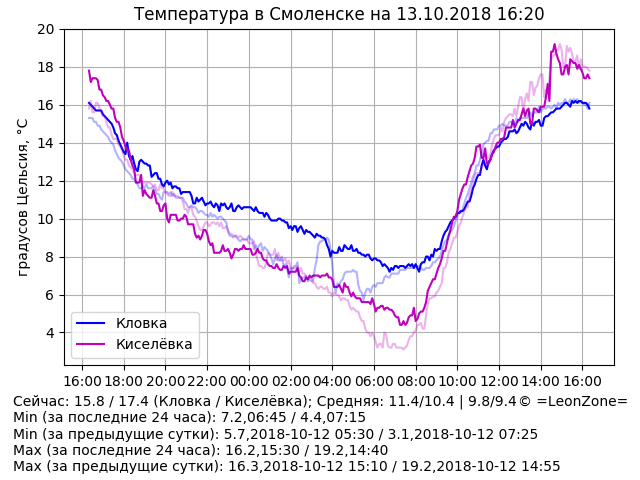 Температура в Смоленске на 13.10.2018 16:20
градусов Цельсия, °C
20
18
16
14
12
10
8
6
4
Кловка
Киселёвка
16:00 18:00 20:00 22:00 00:00 02:00 04:00 06:00 08:00 10:00 12:00 14:00 16:00
Сейчас: 15.8 / 17.4 (Кловка / Киселёвка); Средняя: 11.4/10.4 | 9.8/9.4© =LeonZone=
Min (за последние 24 часа): 7.2,06:45 / 4.4,07:15
Min (за предыдущие сутки): 5.7,2018-10-12 05:30 / 3.1,2018-10-12 07:25
Max (за последние 24 часа): 16.2,15:30 / 19.2,14:40
Max (за предыдущие сутки): 16.3,2018-10-12 15:10 / 19.2,2018-10-12 14:55